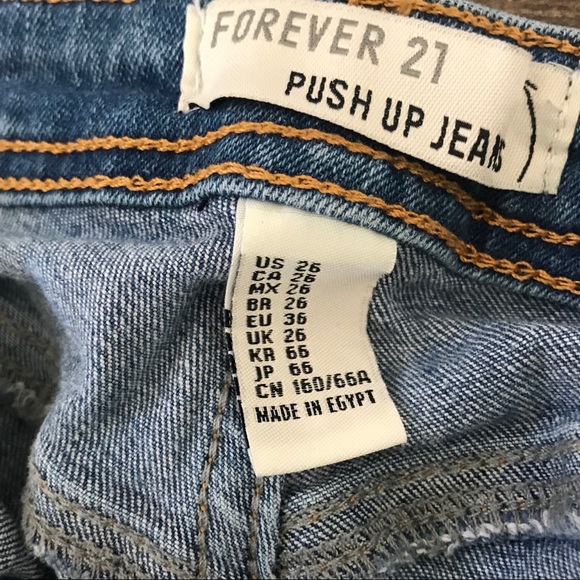 FOREVER 21
PUSH UP JEANS
US 26
CA 26
MX 26
BR 26
EU 36
UK 26
KR 66
JP 66
CN 160/66A
MADE IN EGYPT